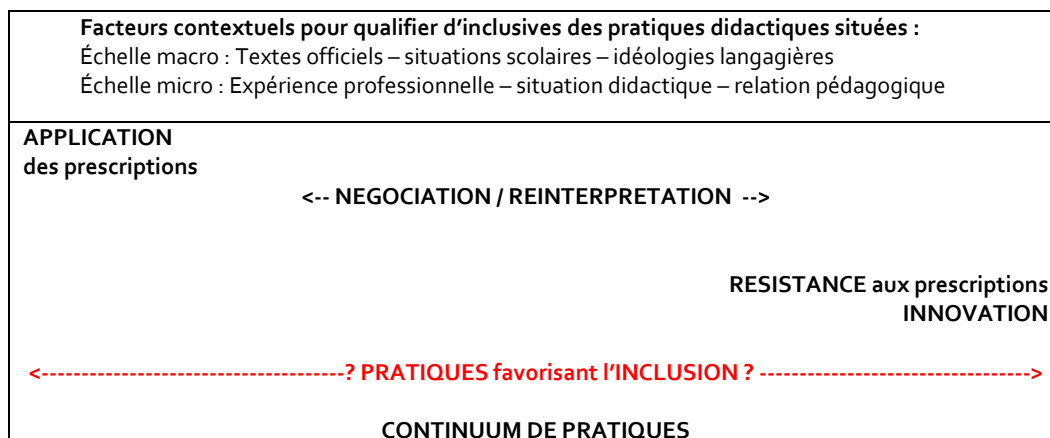 Facteurs contextuels pour qualifier d’inclusives des pratiques didactiques situées :
Échelle macro : Textes officiels – situations scolaires – idéologies langagières
Échelle micro : Expérience professionnelle – situation didactique – relation pédagogique
APPLICATION
des prescriptions
<-- NEGOCIATION / REINTERPRETATION -->
RESISTANCE aux prescriptions
INNOVATION
<-------------------------------------? PRATIQUES favorisant l’INCLUSION ? --------------------------------->
CONTINUUM DE PRATIQUES